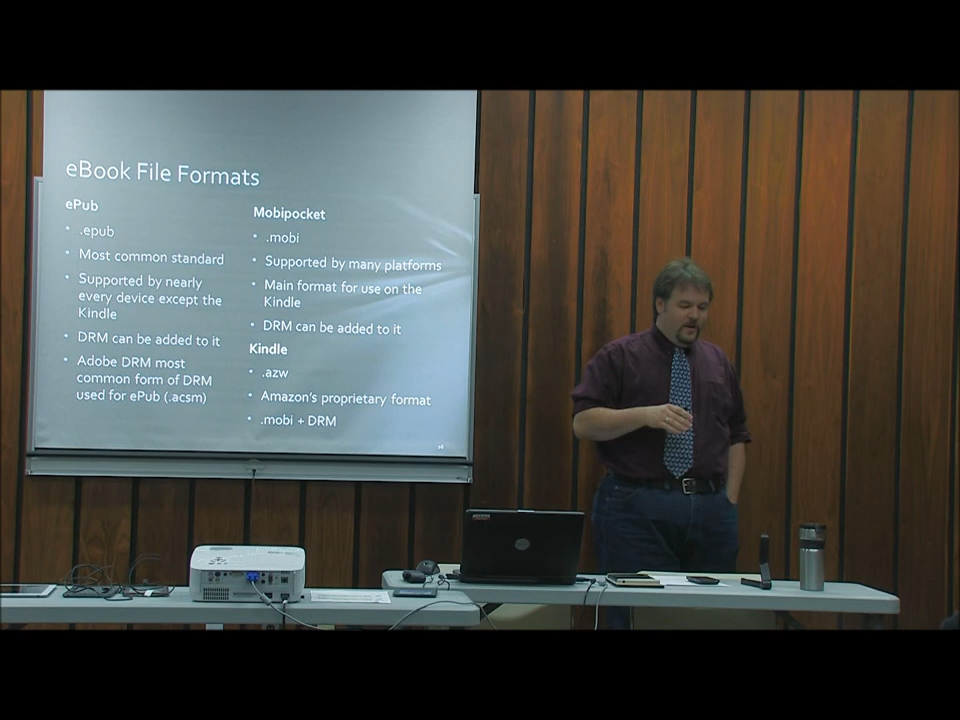 eBook File Formats
ePub
• .epub
• Most common standard
• Supported by nearly
every device except the
Kindle
• DRM can be added to it
• Adobe DRM most
common form of DRM
used for ePub (.acsm)
Mobipocket
• .mobi
• Supported by many platforms
• Main format for use on the
Kindle
• DRM can be added to it
Kindle
• .azw
• Amazon's proprietary format
• .mobi + DRM